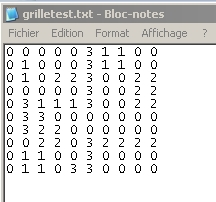 grilletest.txt - Bloc-notes
Fichier Edition Format Affichage ?
0 0 0 0 0 3 1 1 0 0
0 1 0 0 0 3 1 1 0 0
0 1 0 2 2 3 0 0 2 2
0 0 0 0 0 0 0 0 2 2
0 3 1 1 1 3 0 0 2 0
0 3 3 0 0 0 0 0 0 0
0 3 2 2 0 0 0 0 0 0
0 0 2 2 0 3 2 2 2 2
0 1 1 0 0 3 0 0 0 0
0 1 1 0 3 3 0 0 0 0